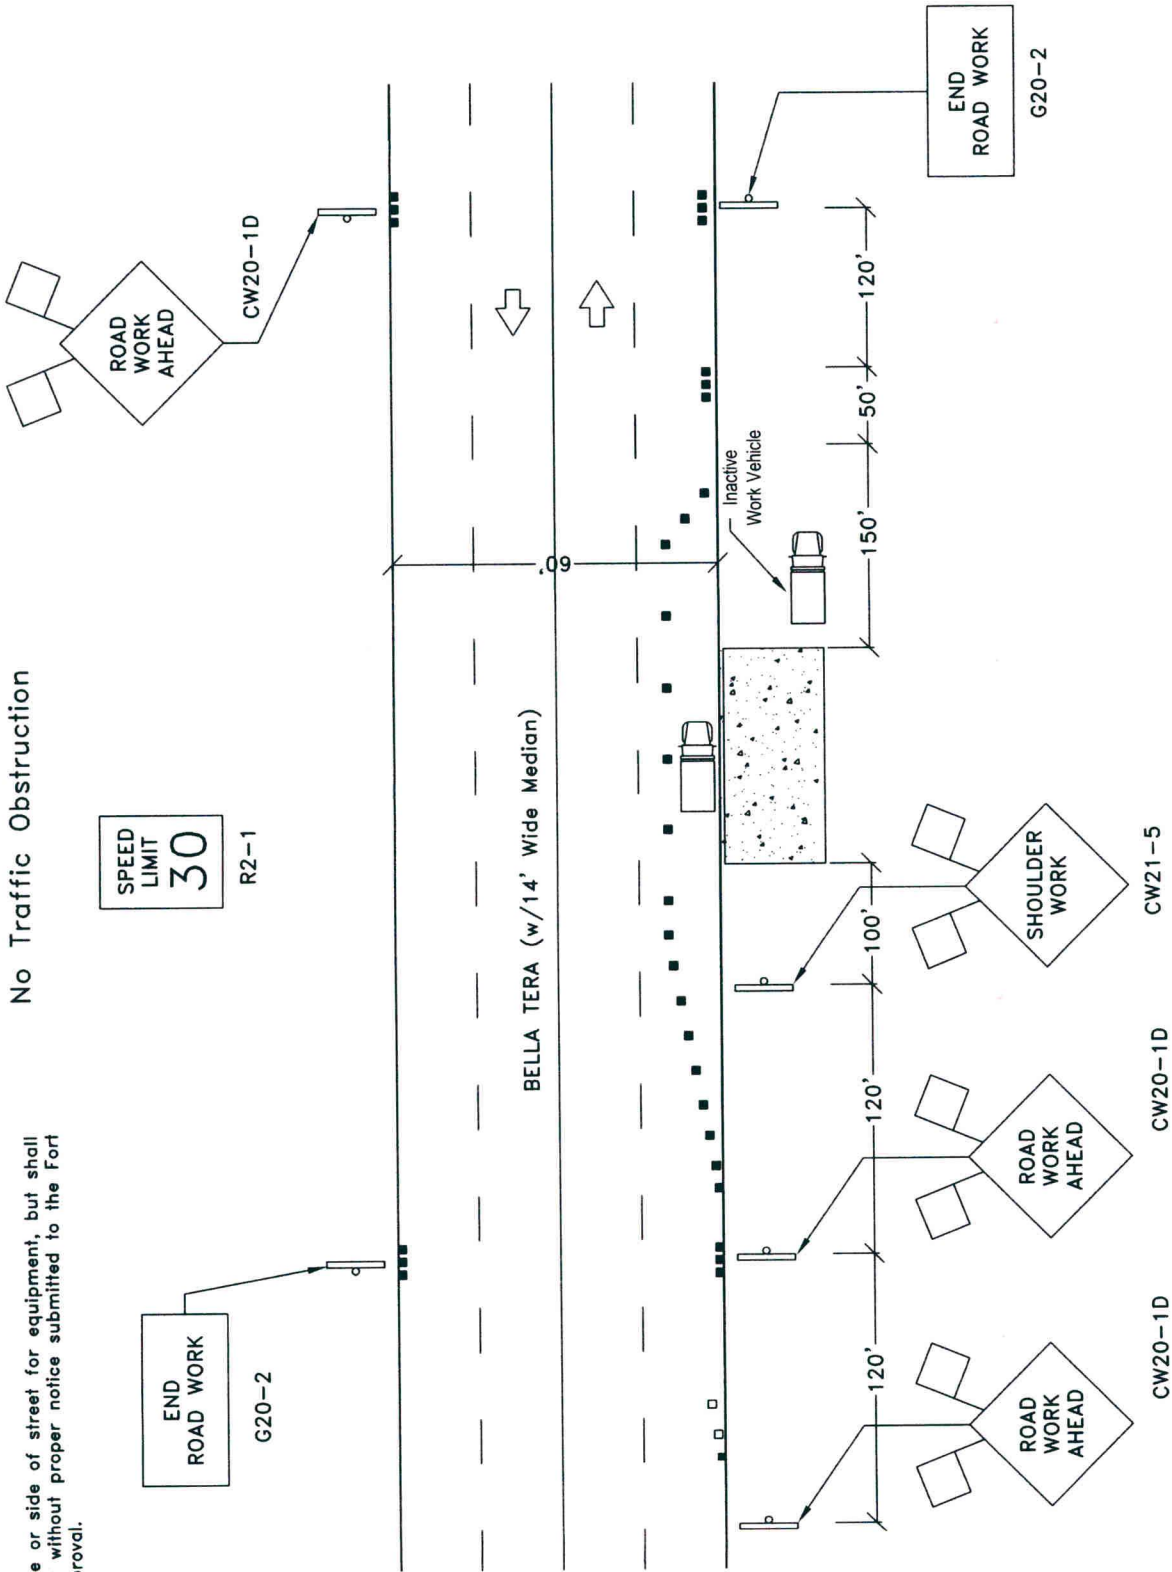 No Traffic Obstruction
e or side of street for equipment, but shall
without proper notice submitted to the Fort
SPEED
LIMIT
30
R2-1
END
ROAD WORK
G20-2
ROAD
WORK
AHEAD
CW20-1D
BELLA TERA (w/14' Wide Median)
60'
Inactive
Work Vehicle
END
ROAD WORK
G20-2
120'
120'
100'
150'
50'
120'
ROAD
WORK
AHEAD
CW20-1D
ROAD
WORK
AHEAD
CW20-1D
SHOULDER
WORK
CW21-5